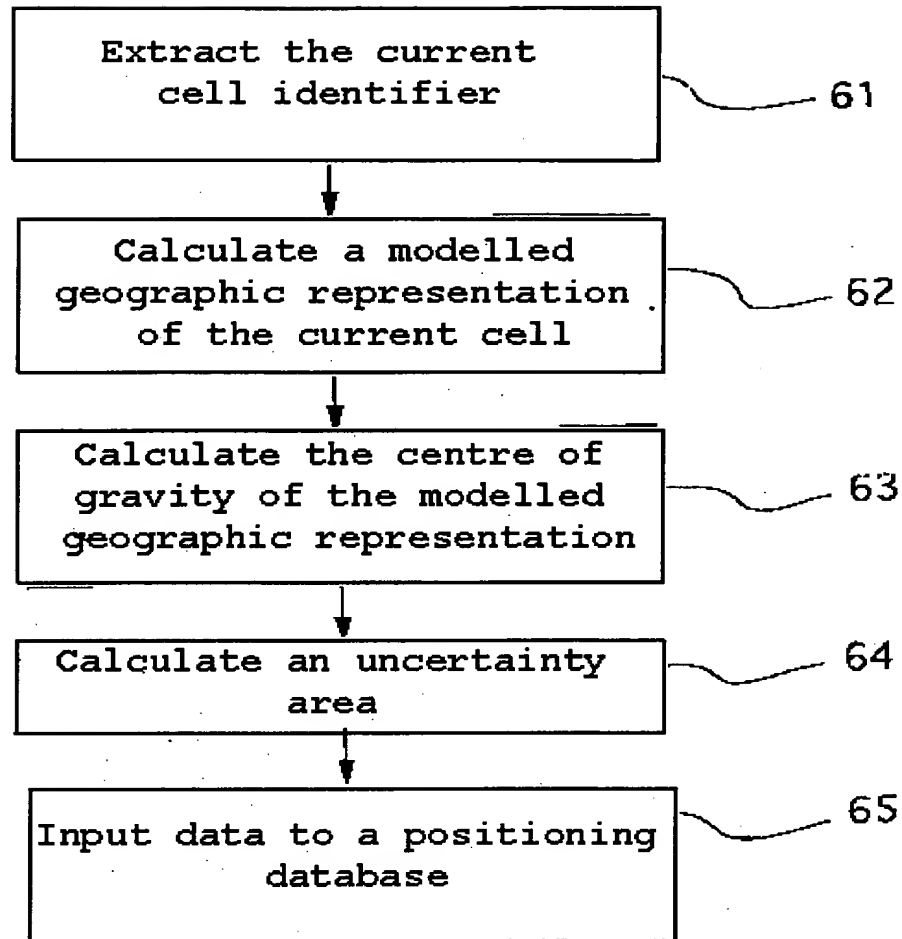 Extract the current
cell identifier
61
Calculate a modelled
geographic representation
of the current cell
62
Calculate the centre of
gravity of the modelled
geographic representation
63
Calculate an uncertainty
area
64
Input data to a positioning
database
65